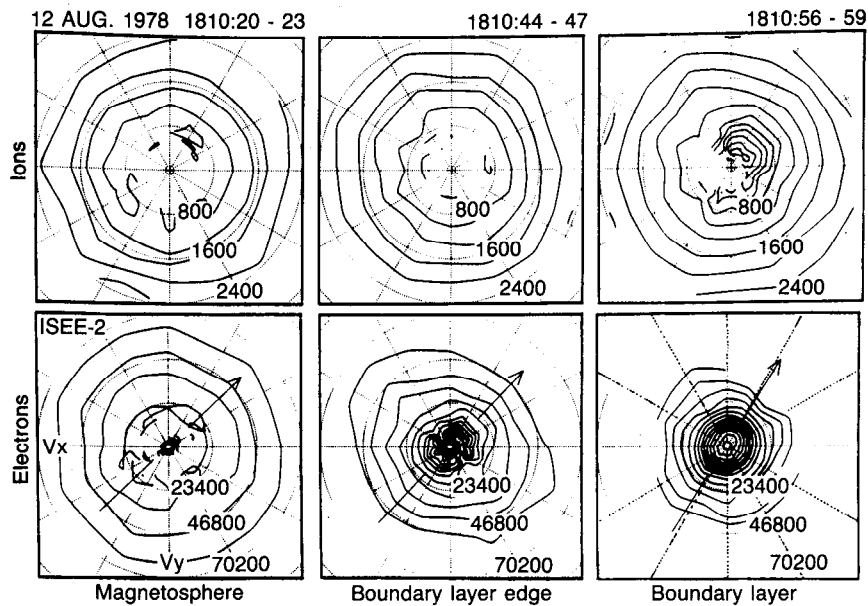 12 AUG. 1978 1810:20 - 23
1810:44 - 47
1810:56 - 59
Ions
800
1600
2400
800
1600
2400
800
1600
2400
ISEE-2
Electrons
Vx
Vy
23400
46800
70200
23400
46800
70200
23400
46800
70200
Magnetosphere
Boundary layer edge
Boundary layer